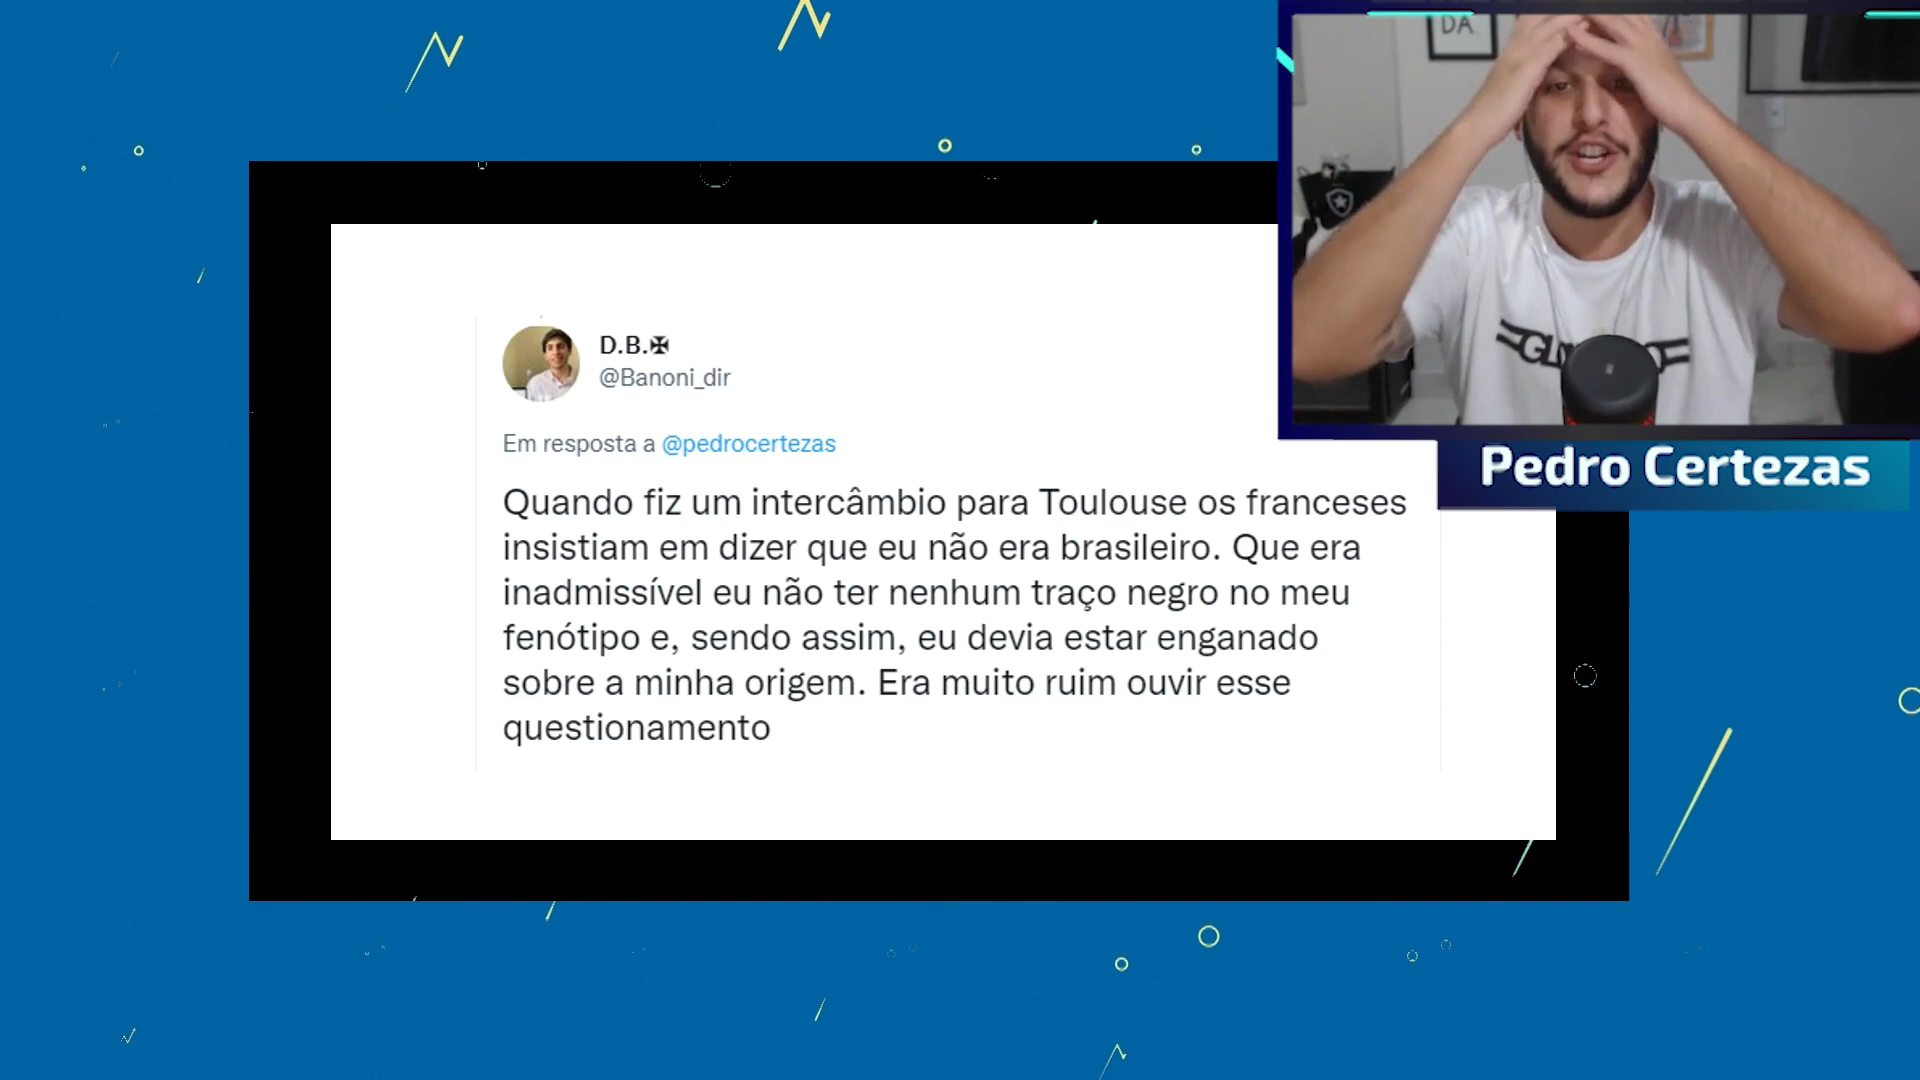 DA
D.B.✠
@Banoni_dir
Em resposta a @pedrocertezas
Pedro Certezas
Quando fiz um intercâmbio para Toulouse os franceses
insistiam em dizer que eu não era brasileiro. Que era
inadmissível eu não ter nenhum traço negro no meu
fenótipo e, sendo assim, eu devia estar enganado
sobre a minha origem. Era muito ruim ouvir esse
questionamento